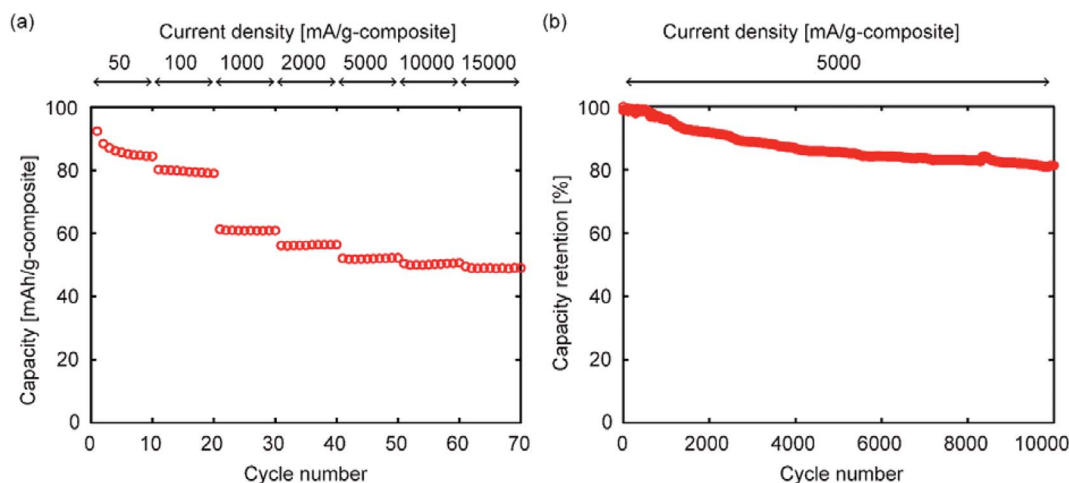 (a)
Current density [mA/g-composite]
50 100 1000 2000 5000 10000 15000
100
80
60
40
20
0
Capacity [mAh/g-composite]
0 10 20 30 40 50 60 70
Cycle number
(b)
Current density [mA/g-composite]
5000
100
80
60
40
20
0
Capacity retention [%]
0 2000 4000 6000 8000 10000
Cycle number